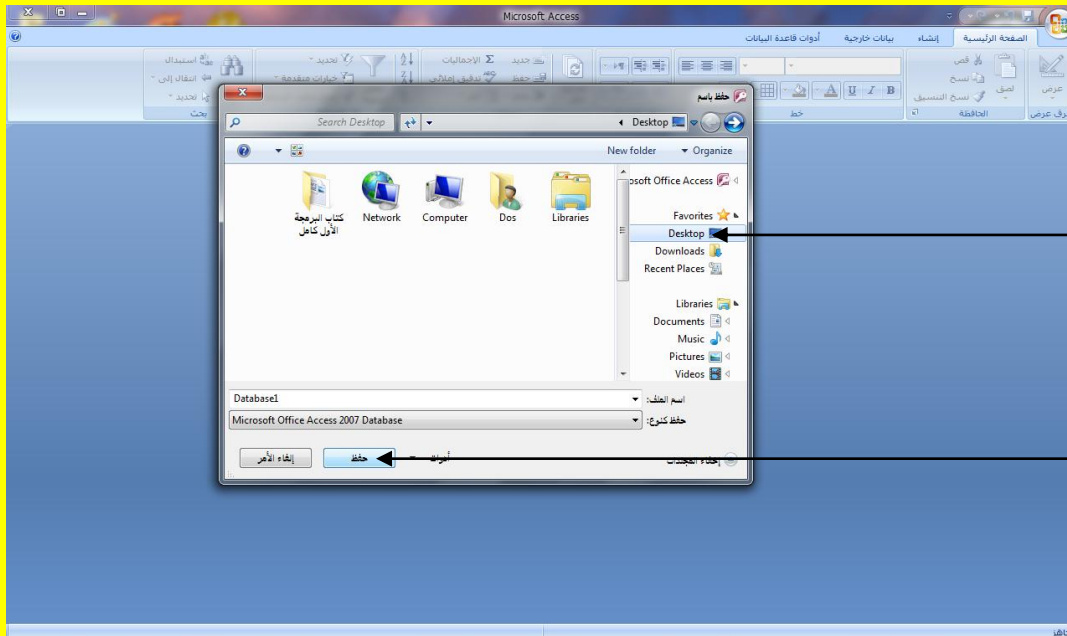 Microsoft Access
الصفحة الرئيسية
إنشاء
بيانات خارجية
أدوات قاعدة البيانات
عرض
لصق
قص
نسخ
نسخ التنسيق
الحافظة
B I U A
خط
جديد
حفظ
الإجماليات
تدقيق إملائي
تحديد
خيارات متقدمة
استبدال
انتقال إلى
تحديد
بحث
حفظ باسم
Desktop
Search Desktop
Organize
New folder
osoft Office Access
Favorites
Desktop
Downloads
Recent Places
Libraries
Documents
Music
Pictures
Videos
Libraries
Dos
Computer
Network
كتاب البرمجة
الأول كامل
اسم الملف:
Database1
حفظ كنوع:
Microsoft Office Access 2007 Database
إخفاء المجلدات
أدوات
حفظ
إلغاء الأمر